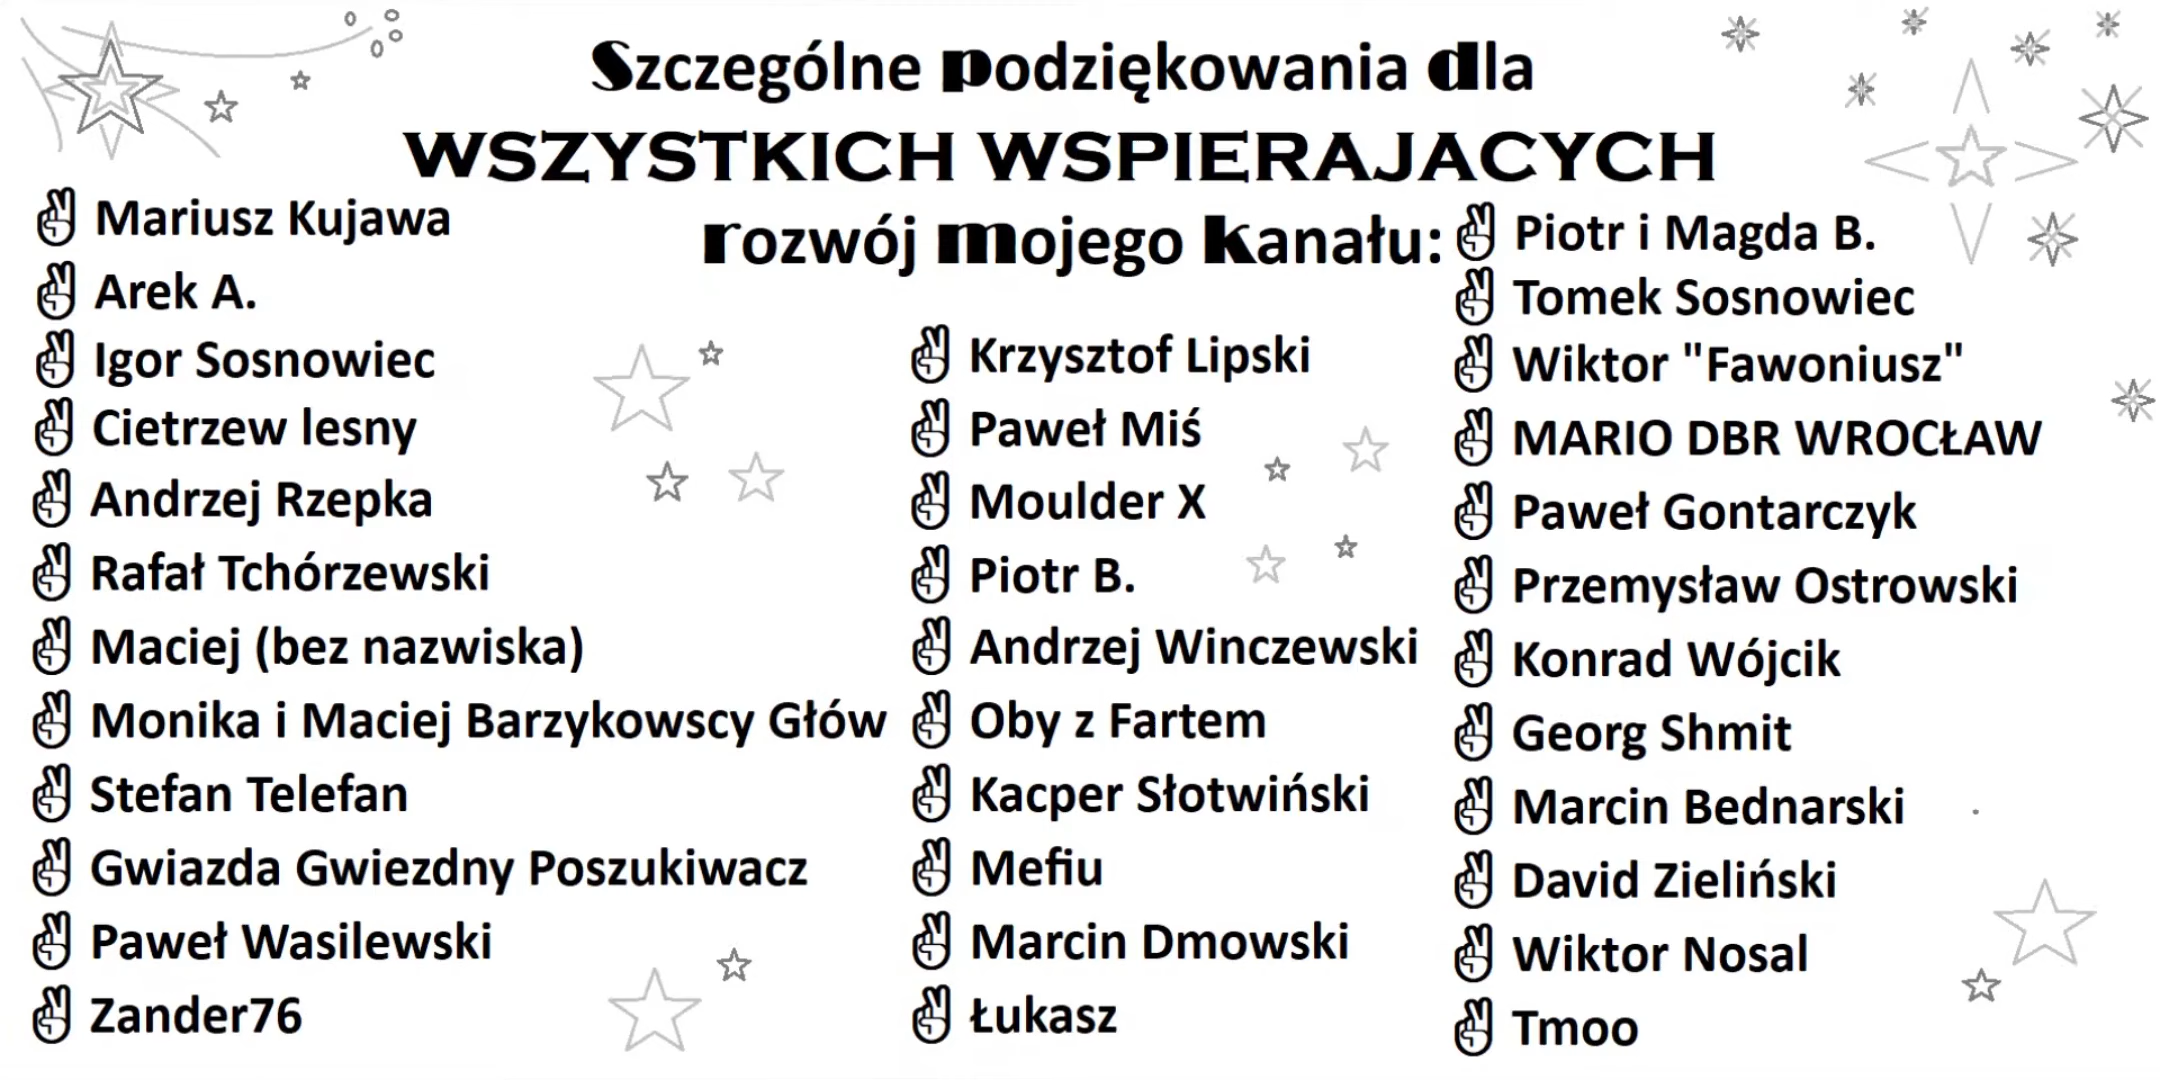 Szczególne podziękowania dla
WSZYSTKICH WSPIERAJACYCH
rozwój mojego kanału:
Mariusz Kujawa
Arek A.
Igor Sosnowiec
Cietrzew lesny
Andrzej Rzepka
Rafał Tchórzewski
Maciej (bez nazwiska)
Monika i Maciej Barzykowscy Głów
Stefan Telefan
Gwiazda Gwiezdny Poszukiwacz
Paweł Wasilewski
Zander76
Krzysztof Lipski
Paweł Miś
Moulder X
Piotr B.
Andrzej Winczewski
Oby z Fartem
Kacper Słotwiński
Mefiu
Marcin Dmowski
Łukasz
Piotr i Magda B.
Tomek Sosnowiec
Wiktor "Fawoniusz"
MARIO DBR WROCŁAW
Paweł Gontarczyk
Przemysław Ostrowski
Konrad Wójcik
Georg Shmit
Marcin Bednarski
David Zieliński
Wiktor Nosal
Tmoo